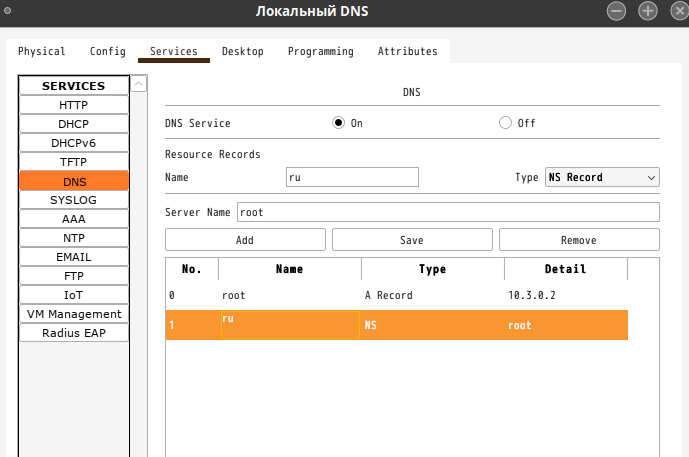 Локальный DNS
Physical Config Services Desktop Programming Attributes
SERVICES
HTTP
DHCP
DHCPv6
TFTP
DNS
SYSLOG
AAA
NTP
EMAIL
FTP
IoT
VM Management
Radius EAP
DNS
DNS Service On Off
Resource Records
Name ru Type NS Record
Server Name root
Add Save Remove
No. Name Type Detail
0 root A Record 10.3.0.2
1 ru NS root